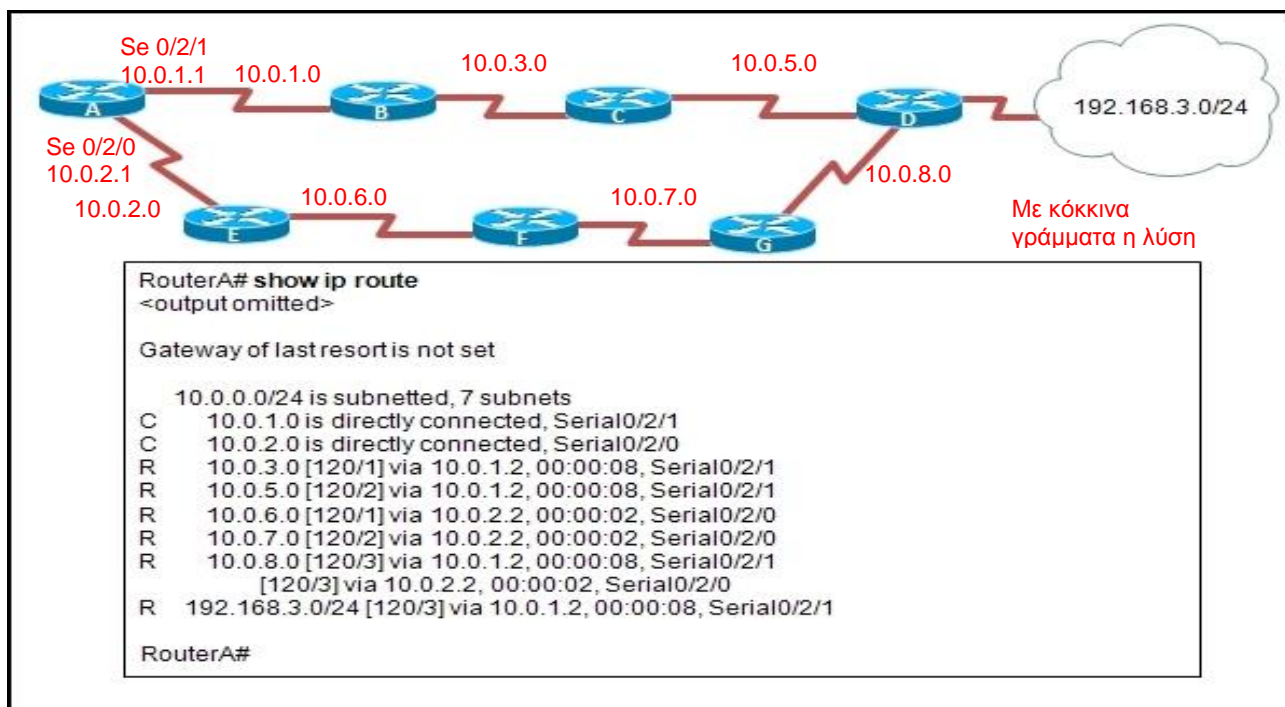 Se 0/2/1
10.0.1.1 10.0.1.0 10.0.3.0 10.0.5.0
A B C D 192.168.3.0/24
Se 0/2/0
10.0.2.1
10.0.2.0 10.0.6.0 10.0.7.0 10.0.8.0
E F G
Με κόκκινα
γράμματα η λύση
RouterA# show ip route
<output omitted>
Gateway of last resort is not set
10.0.0.0/24 is subnetted, 7 subnets
C 10.0.1.0 is directly connected, Serial0/2/1
C 10.0.2.0 is directly connected, Serial0/2/0
R 10.0.3.0 [120/1] via 10.0.1.2, 00:00:08, Serial0/2/1
R 10.0.5.0 [120/2] via 10.0.1.2, 00:00:08, Serial0/2/1
R 10.0.6.0 [120/1] via 10.0.2.2, 00:00:02, Serial0/2/0
R 10.0.7.0 [120/2] via 10.0.2.2, 00:00:02, Serial0/2/0
R 10.0.8.0 [120/3] via 10.0.1.2, 00:00:08, Serial0/2/1
[120/3] via 10.0.2.2, 00:00:02, Serial0/2/0
R 192.168.3.0/24 [120/3] via 10.0.1.2, 00:00:08, Serial0/2/1
RouterA#